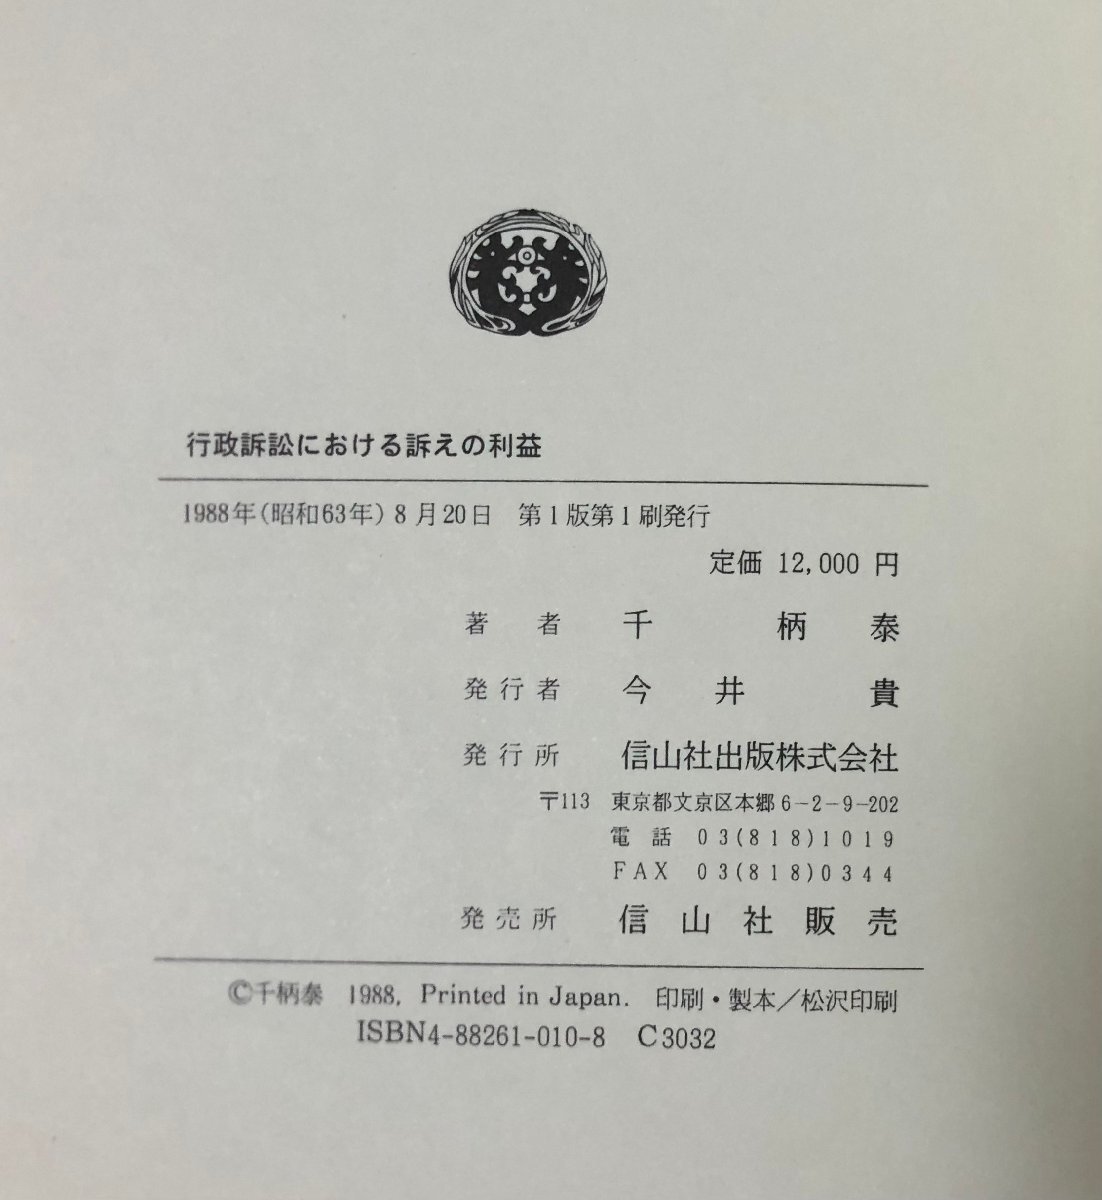 行政訴訟における訴えの利益
1988年(昭和63年)8月20日 第1版第1刷発行
定価 12,000 円
著者 千柄泰
発行者 今井貴
発行所 信山社出版株式会社
〒113 東京都文京区本郷6-2-9-202
電話 03(818)1019
FAX 03(818)0344
発売所 信山社販売
©千柄泰 1988, Printed in Japan. 印刷・製本/松沢印刷
ISBN4-88261-010-8 C3032